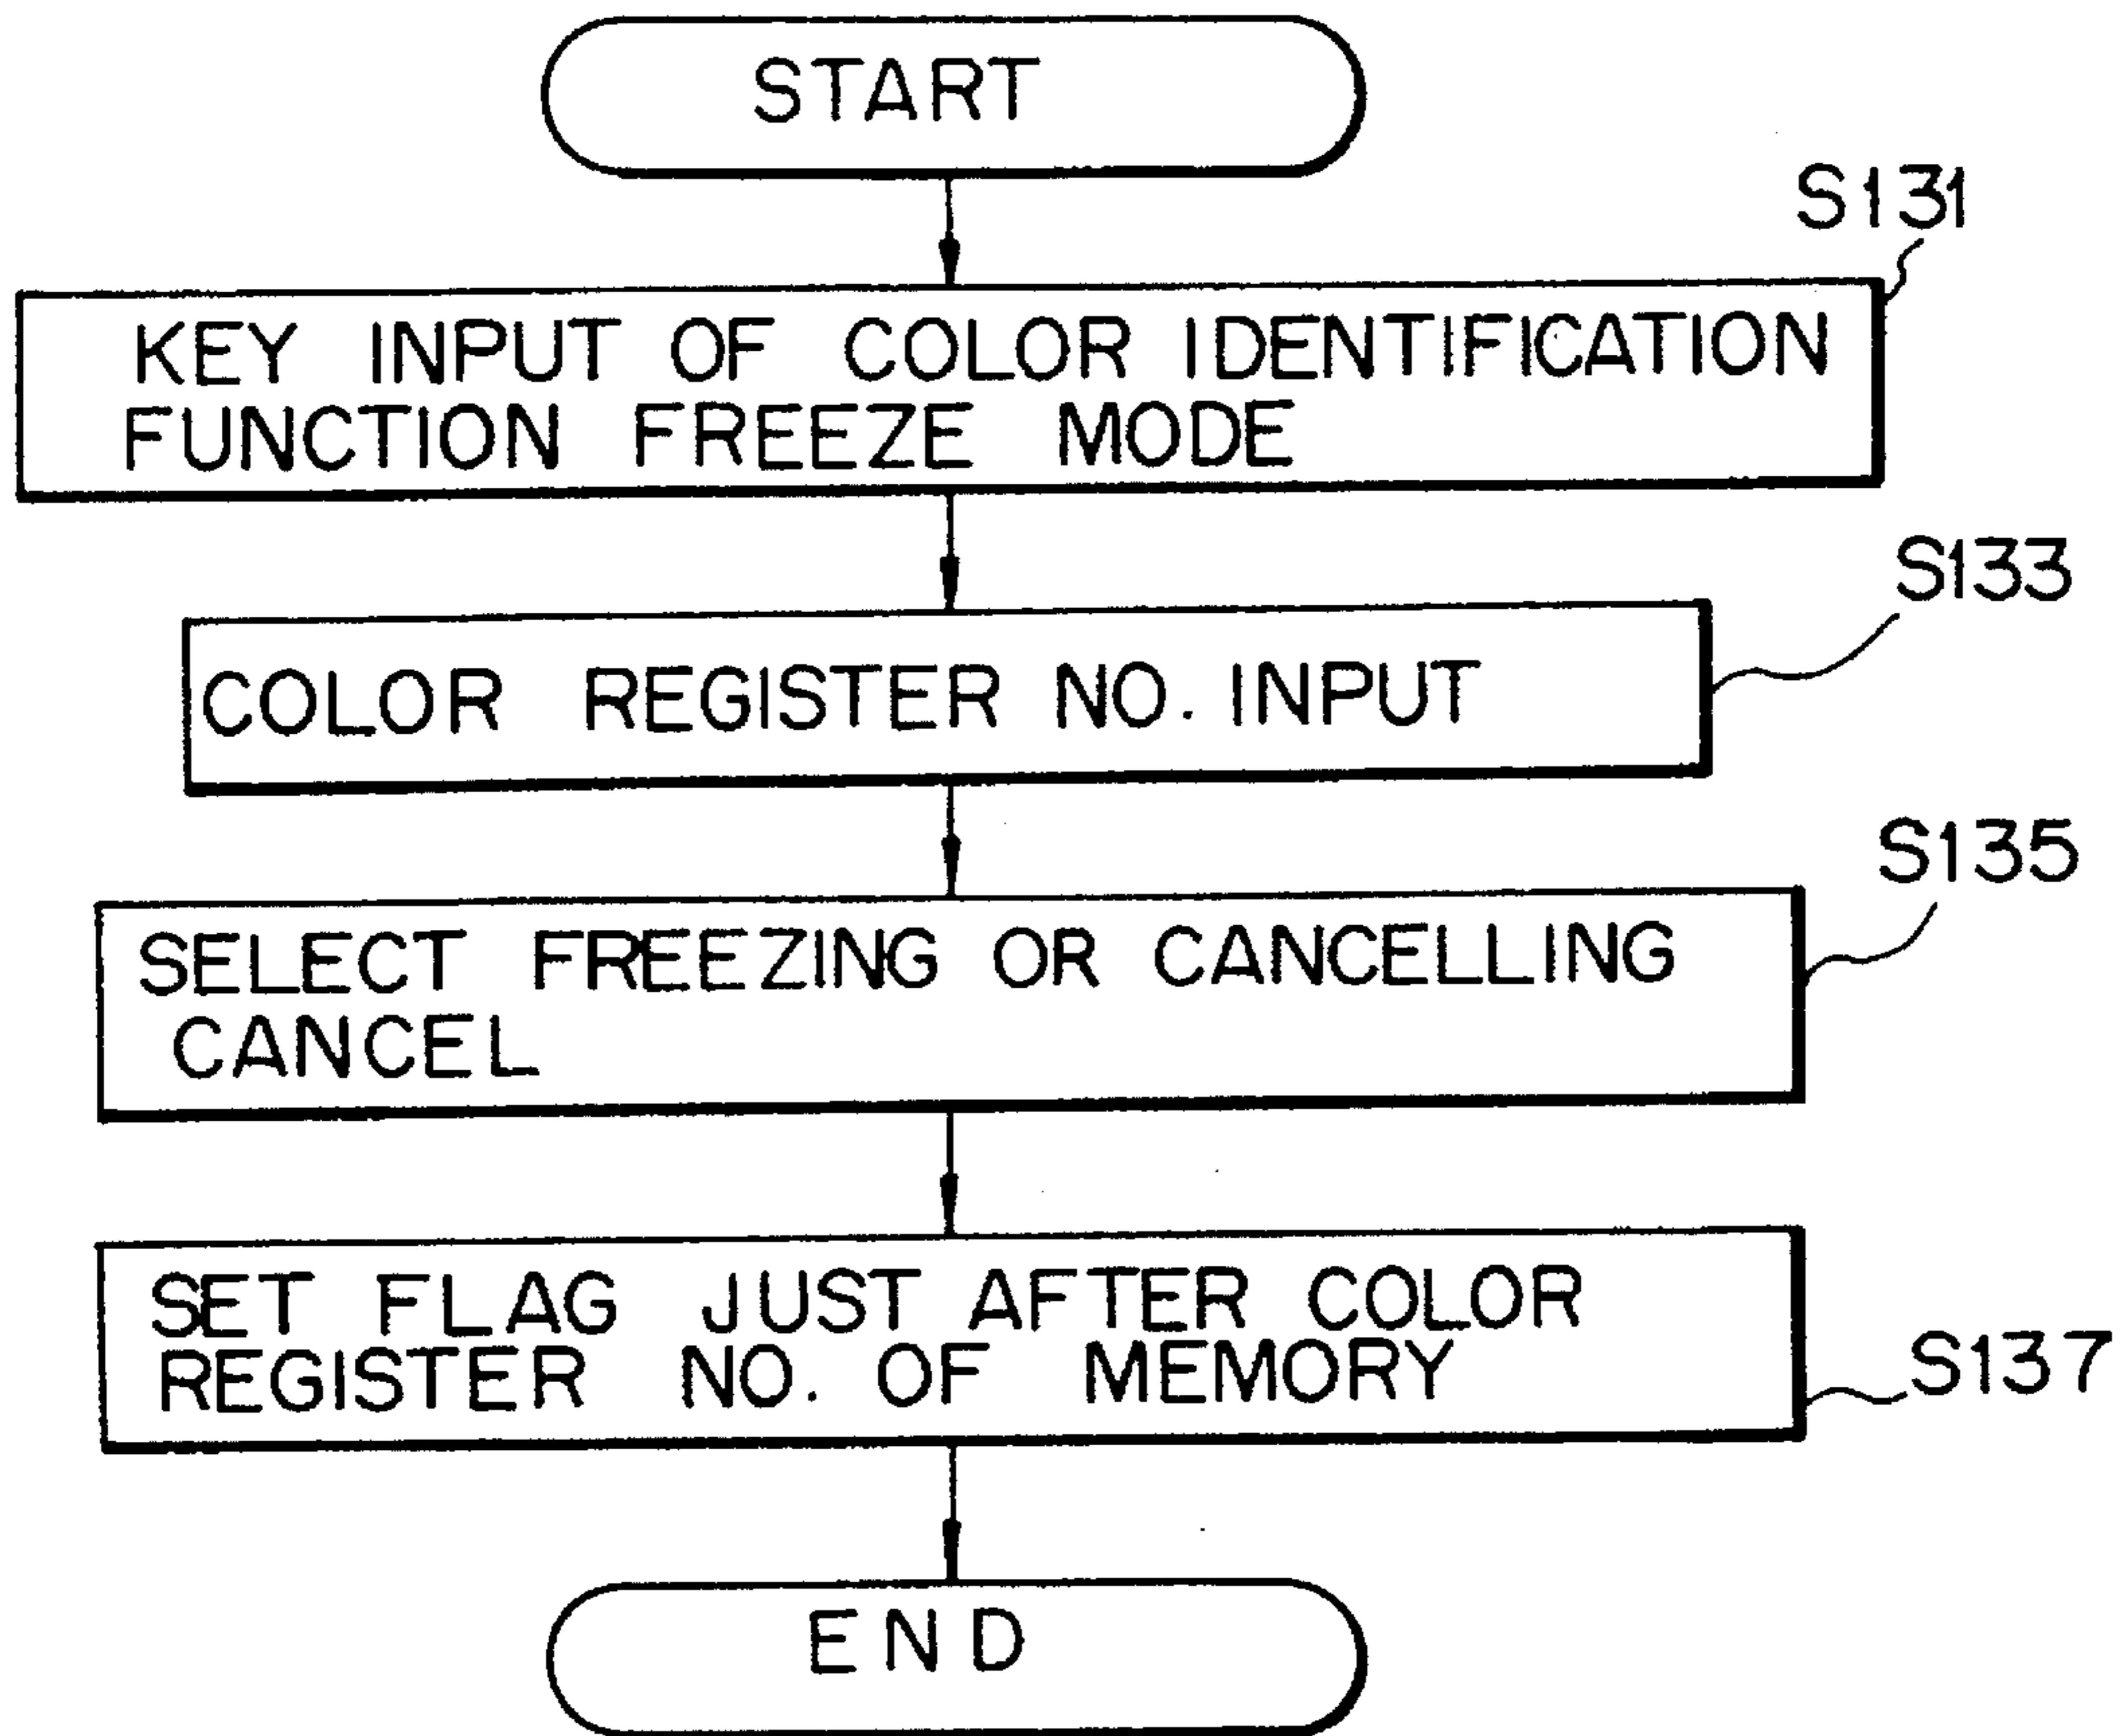 START
S131
KEY INPUT OF COLOR IDENTIFICATION
FUNCTION FREEZE MODE
S133
COLOR REGISTER NO. INPUT
S135
SELECT FREEZING OR CANCELLING
CANCEL
SET FLAG JUST AFTER COLOR
REGISTER NO. OF MEMORY
S137
END